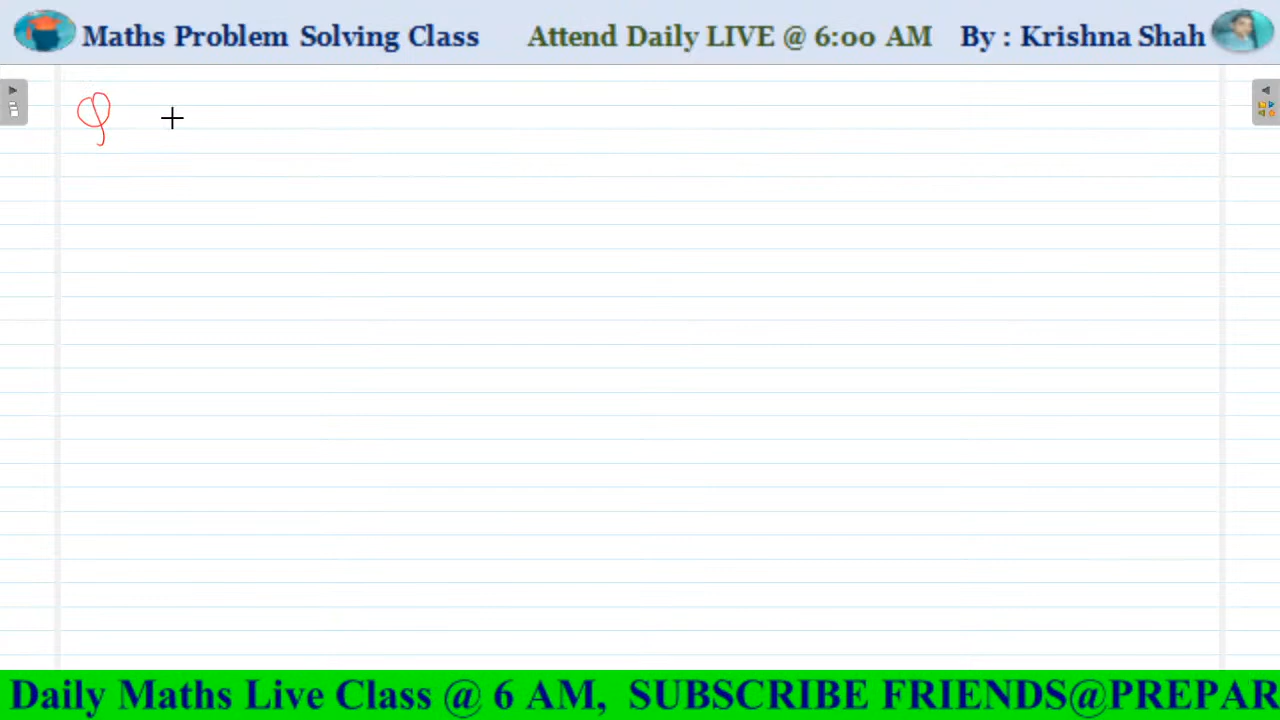 Maths Problem Solving Class Attend Daily LIVE @ 6:00 AM By : Krishna Shah
Daily Maths Live Class @ 6 AM, SUBSCRIBE FRIENDS@PREPAR